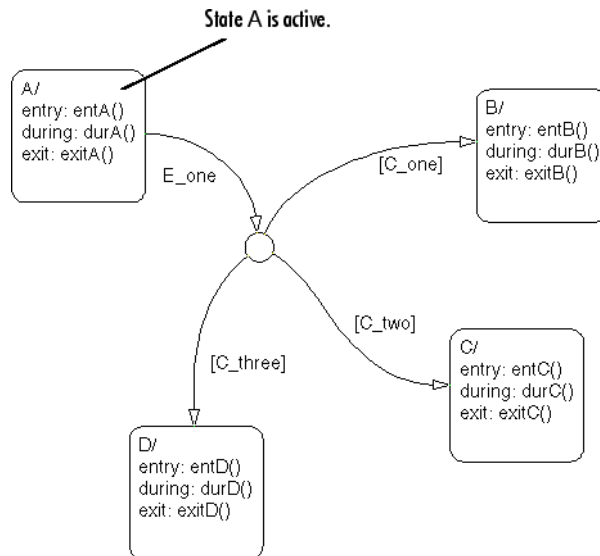 State A is active.
A/
entry: entA()
during: durA()
exit: exitA()
E_one
B/
entry: entB()
during: durB()
exit: exitB()
[C_one]
[C_two]
C/
entry: entC()
during: durC()
exit: exitC()
[C_three]
D/
entry: entD()
during: durD()
exit: exitD()